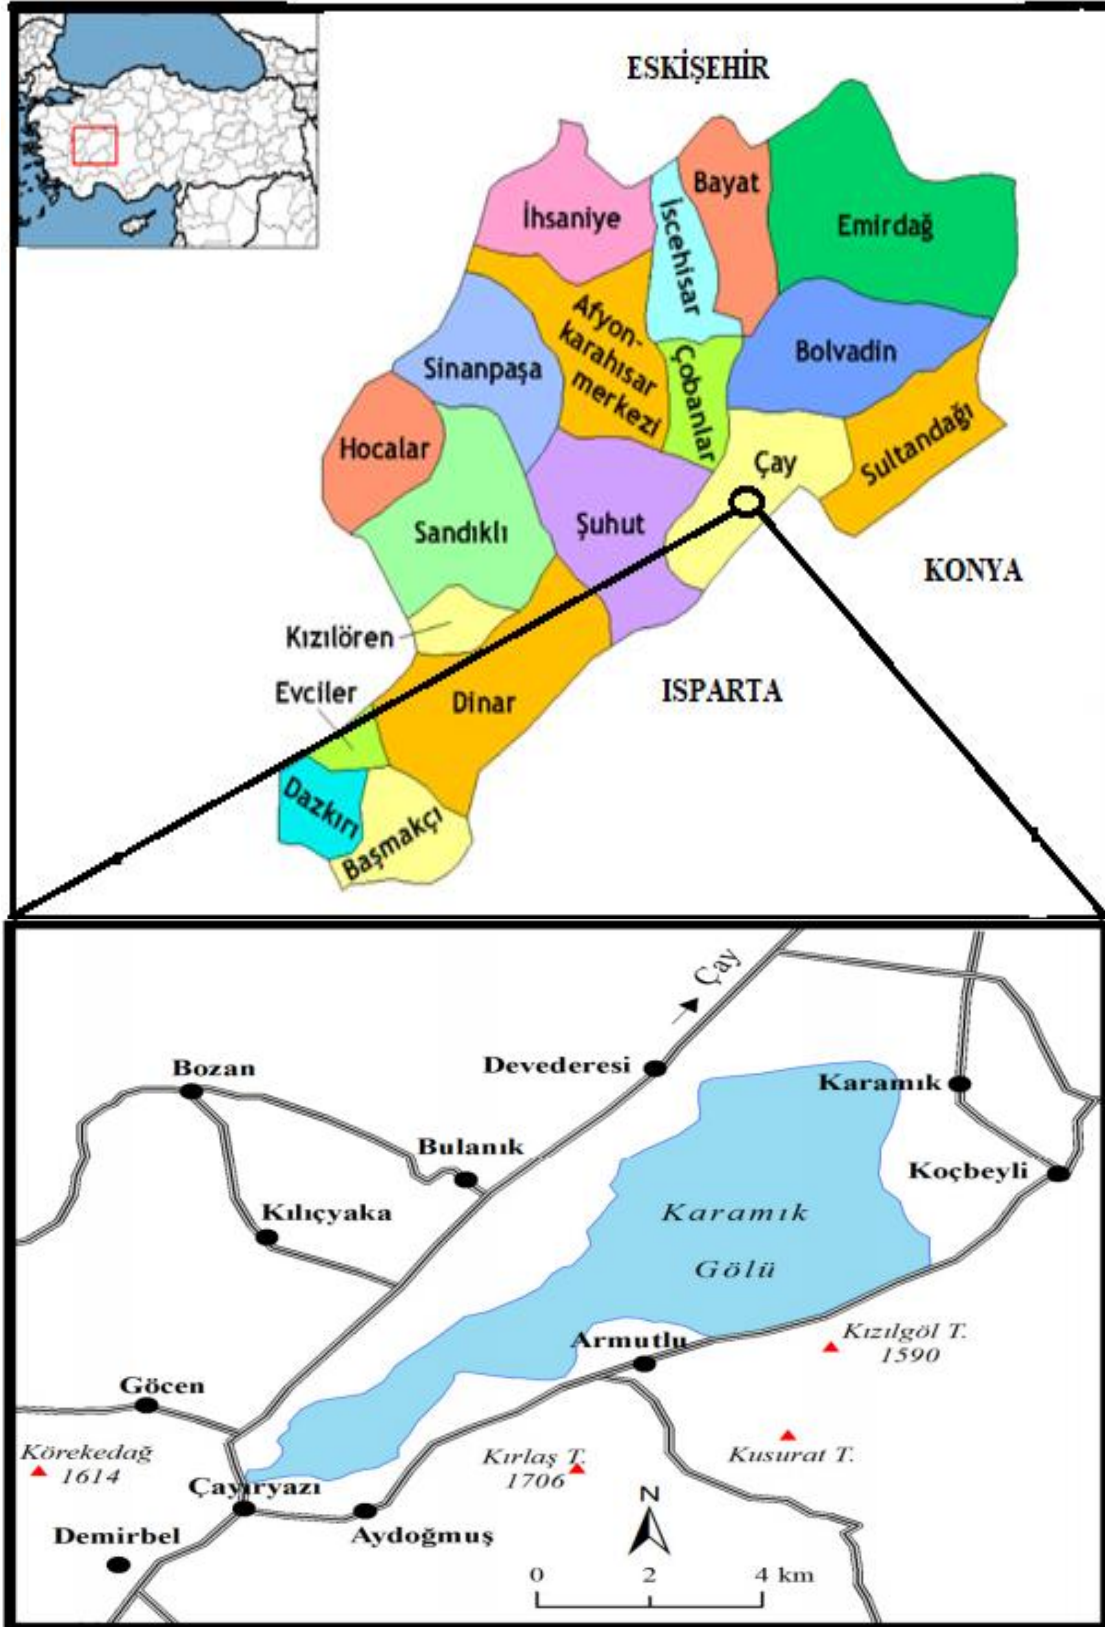 ESKİŞEHİR
İhsaniye
İscehisar
Bayat
Emirdağ
Afyon-
karahısar
merkezi
Sinanpaşa
Çobanlar
Bolvadin
Hocalar
Sultandağı
Çay
Sandıklı
Şuhut
KONYA
Kızılören
Evciler
Dinar
ISPARTA
Dazkırı
Başmakçı
Çay
Bozan
Devederesi
Karamık
Bulanık
Koçbeyli
Kılıçyaka
Karamık
Gölü
Armutlu
Kızılgöl T.
1590
Göcen
Körekedağ
1614
Kırlaş T.
1706
Kusurat T.
Çayıryazı
Demirbel
Aydoğmuş
N
0 2 4 km